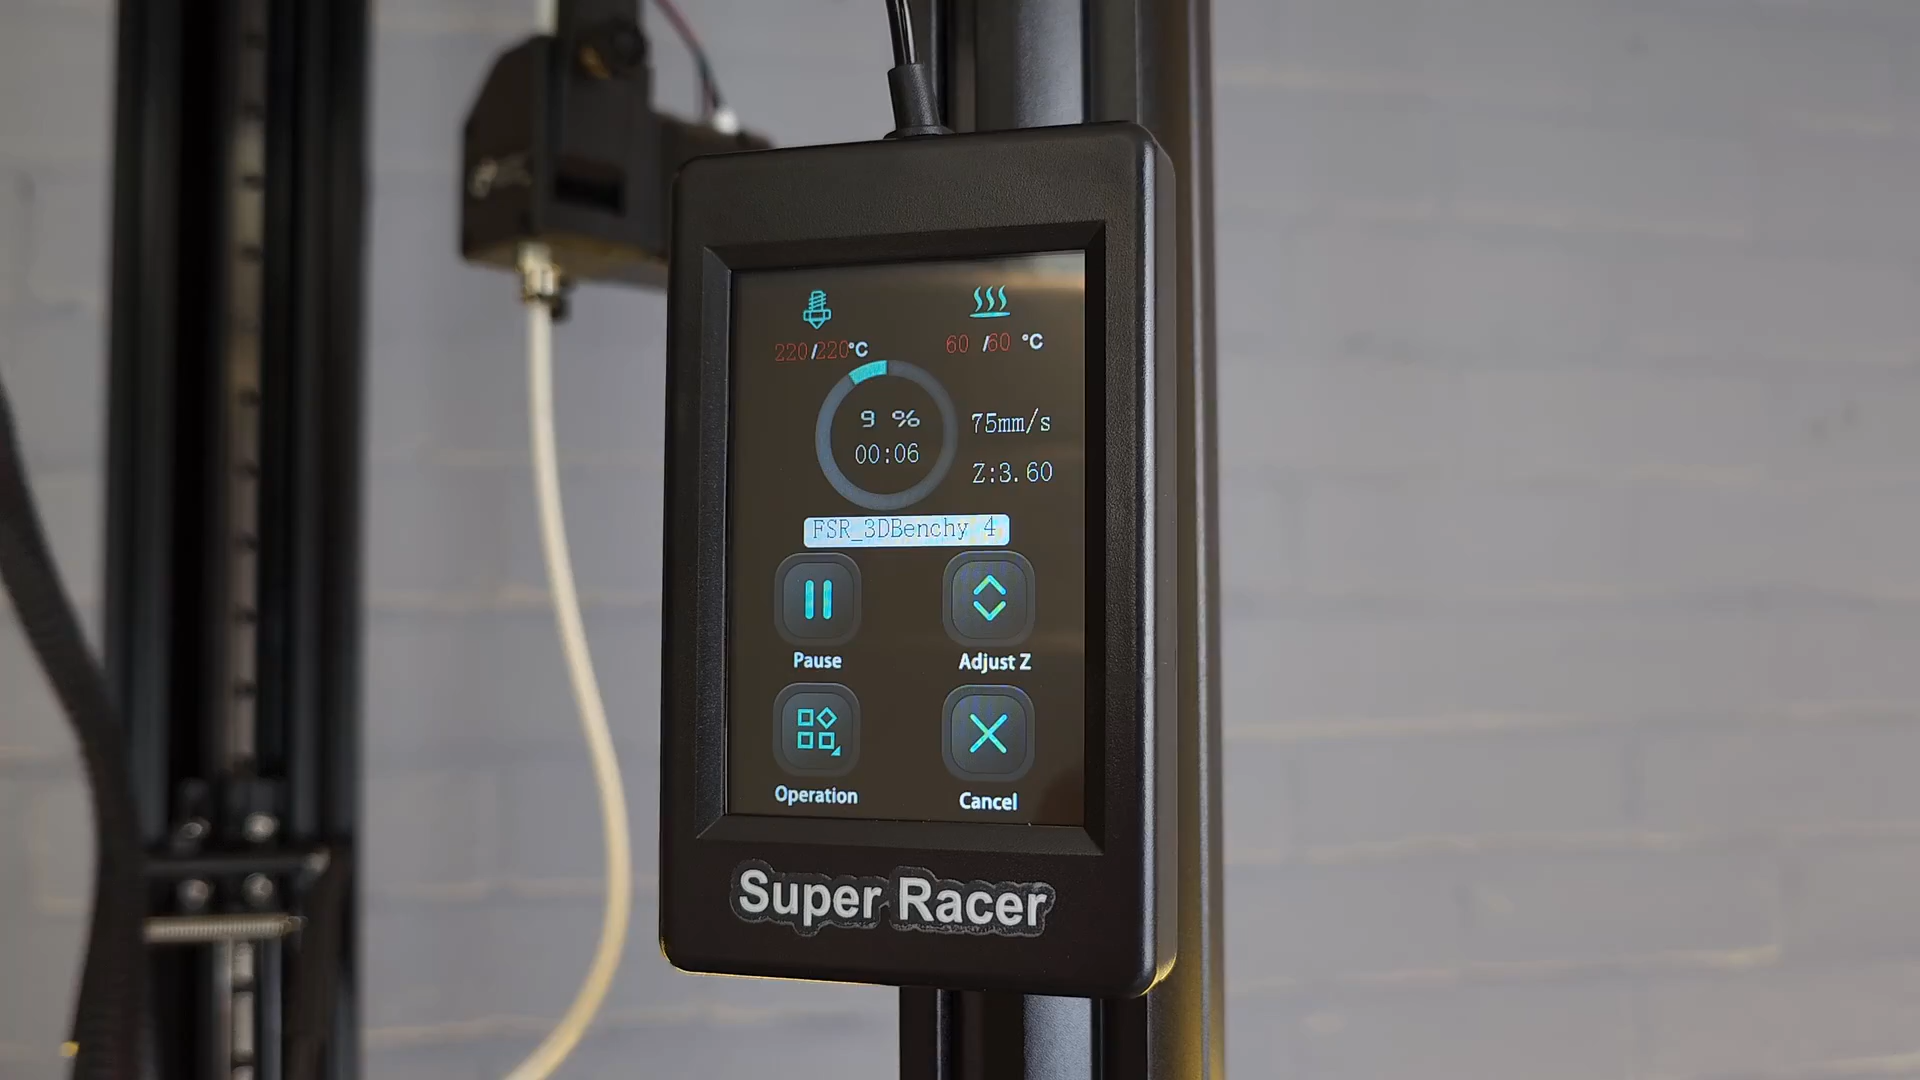 220/220°C
60 /60 °C
9 %
00:06
75mm/s
Z:3.60
FSR_3DBenchy 4
Pause
Adjust Z
Operation
Cancel
Super Racer